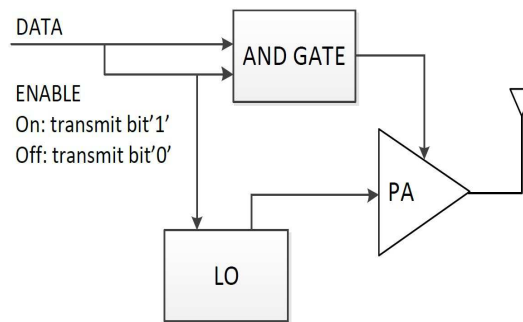 DATA
AND GATE
ENABLE
On: transmit bit'1'
Off: transmit bit'0'
PA
LO